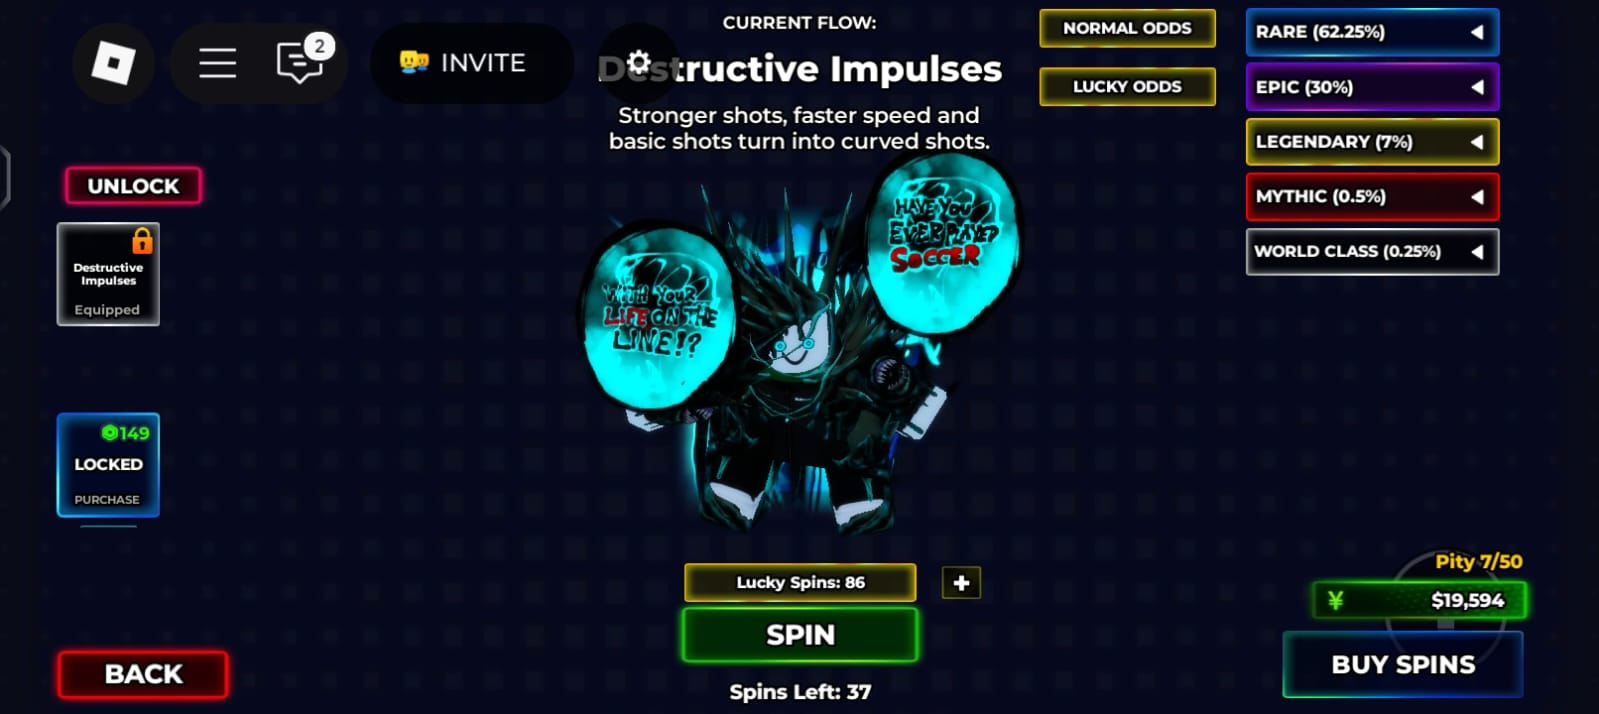 CURRENT FLOW:
Destructive Impulses
Stronger shots, faster speed and
basic shots turn into curved shots.
2
INVITE
NORMAL ODDS
LUCKY ODDS
RARE (62.25%)
EPIC (30%)
LEGENDARY (7%)
MYTHIC (0.5%)
WORLD CLASS (0.25%)
UNLOCK
Destructive
Impulses
Equipped
149
LOCKED
PURCHASE
HAVE YOU
EVER PLAYED
SOCCER
WITH YOUR
LIFE ON THE
LINE!?
Lucky Spins: 86
+
SPIN
Spins Left: 37
BACK
Pity 7/50
¥ $19,594
BUY SPINS